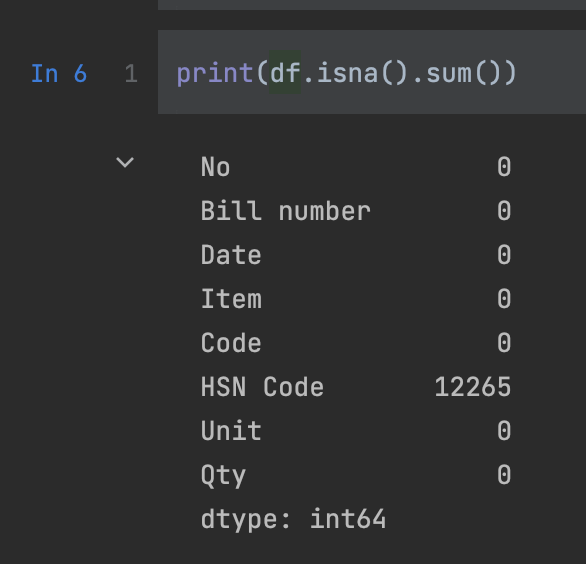 In 6 1 print(df.isna().sum())
No 0
Bill number 0
Date 0
Item 0
Code 0
HSN Code 12265
Unit 0
Qty 0
dtype: int64